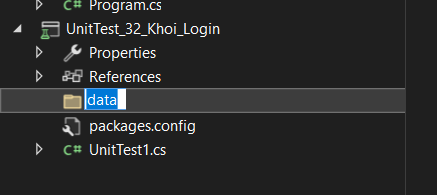 C# Program.cs
UnitTest_32_Khoi_Login
Properties
References
data
packages.config
C# UnitTest1.cs